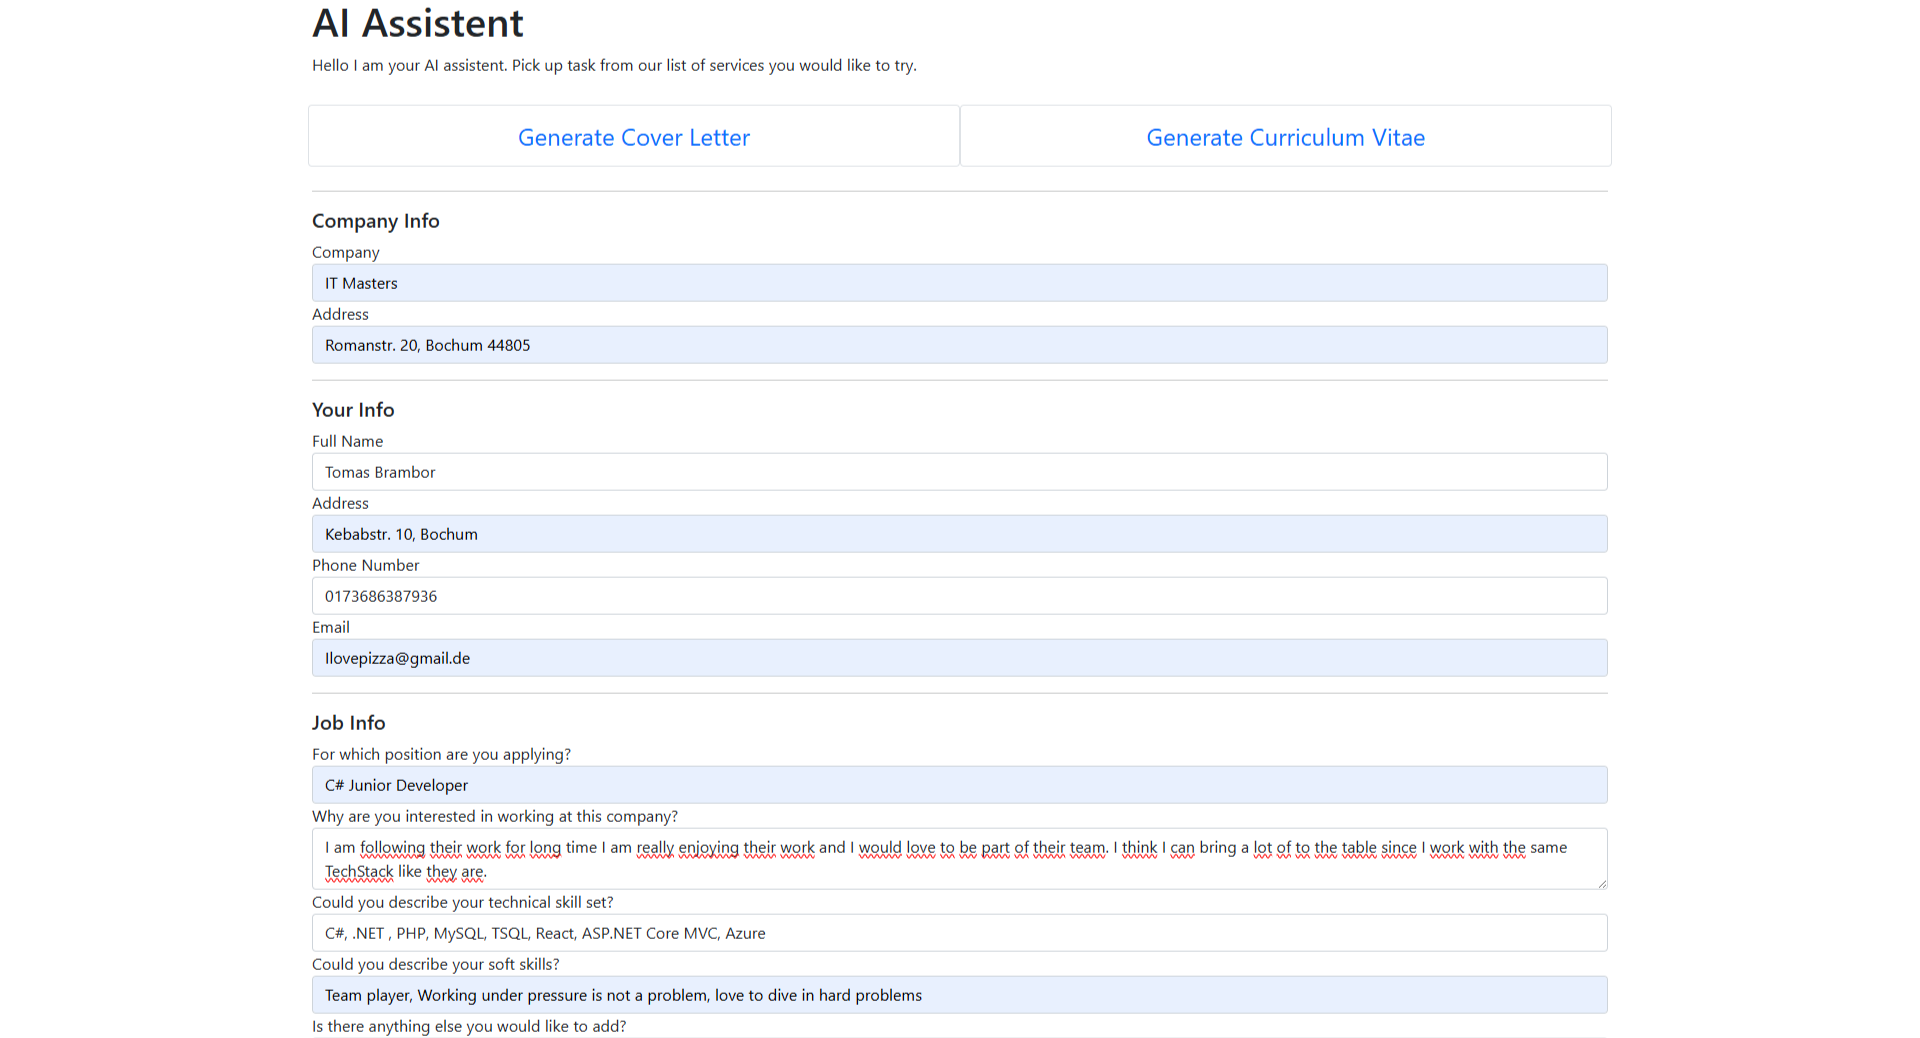 AI Assistent
Hello I am your AI assistent. Pick up task from our list of services you would like to try.
Generate Cover Letter
Generate Curriculum Vitae
Company Info
Company
IT Masters
Address
Romanstr. 20, Bochum 44805
Your Info
Full Name
Tomas Brambor
Address
Kebabstr. 10, Bochum
Phone Number
0173686387936
Email
Ilovepizza@gmail.de
Job Info
For which position are you applying?
C# Junior Developer
Why are you interested in working at this company?
I am following their work for long time I am really enjoying their work and I would love to be part of their team. I think I can bring a lot of to the table since I work with the same
TechStack like they are.
Could you describe your technical skill set?
C#, .NET , PHP, MySQL, TSQL, React, ASP.NET Core MVC, Azure
Could you describe your soft skills?
Team player, Working under pressure is not a problem, love to dive in hard problems
Is there anything else you would like to add?